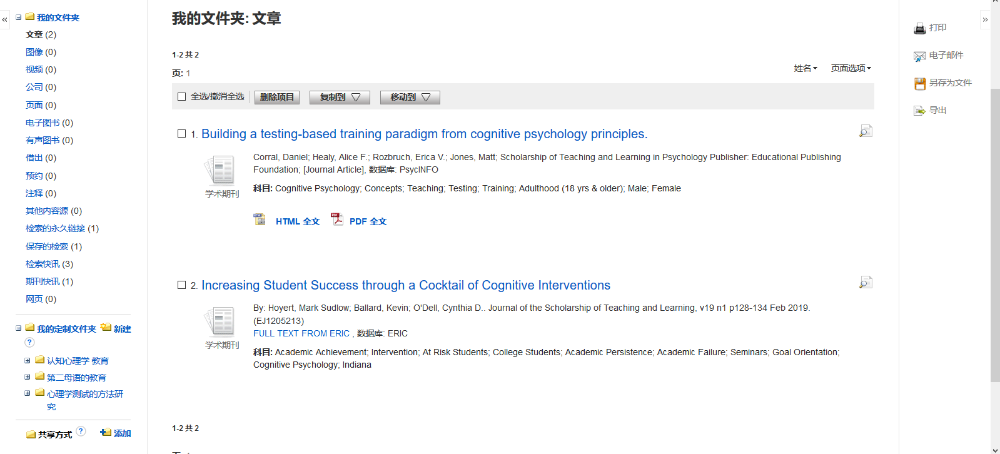 «
我的文件夹
文章 (2)
图像 (0)
视频 (0)
公司 (0)
页面 (0)
电子图书 (0)
有声图书 (0)
借出 (0)
预约 (0)
注释 (0)
其他内容源 (0)
检索的永久链接 (1)
保存的检索 (1)
检索快讯 (3)
期刊快讯 (1)
网页 (0)
我的定制文件夹 新建
?
认知心理学 教育
第二母语的教育
心理学测试的方法研
究
共享方式 ? 添加
我的文件夹: 文章
1-2 共 2
页: 1
姓名 页面选项
全选/撤消全选 删除项目 复制到 ▽ 移动到 ▽
1. Building a testing-based training paradigm from cognitive psychology principles.
学术期刊
Corral, Daniel; Healy, Alice F.; Rozbruch, Erica V.; Jones, Matt; Scholarship of Teaching and Learning in Psychology Publisher: Educational Publishing
Foundation; [Journal Article], 数据库: PsycINFO
科目: Cognitive Psychology; Concepts; Teaching; Testing; Training; Adulthood (18 yrs & older); Male; Female
HTML 全文 PDF 全文
2. Increasing Student Success through a Cocktail of Cognitive Interventions
学术期刊
By: Hoyert, Mark Sudlow; Ballard, Kevin; O'Dell, Cynthia D.. Journal of the Scholarship of Teaching and Learning, v19 n1 p128-134 Feb 2019.
(EJ1205213)
FULL TEXT FROM ERIC , 数据库: ERIC
科目: Academic Achievement; Intervention; At Risk Students; College Students; Academic Persistence; Academic Failure; Seminars; Goal Orientation;
Cognitive Psychology; Indiana
1-2 共 2
»
打印
电子邮件
另存为文件
导出